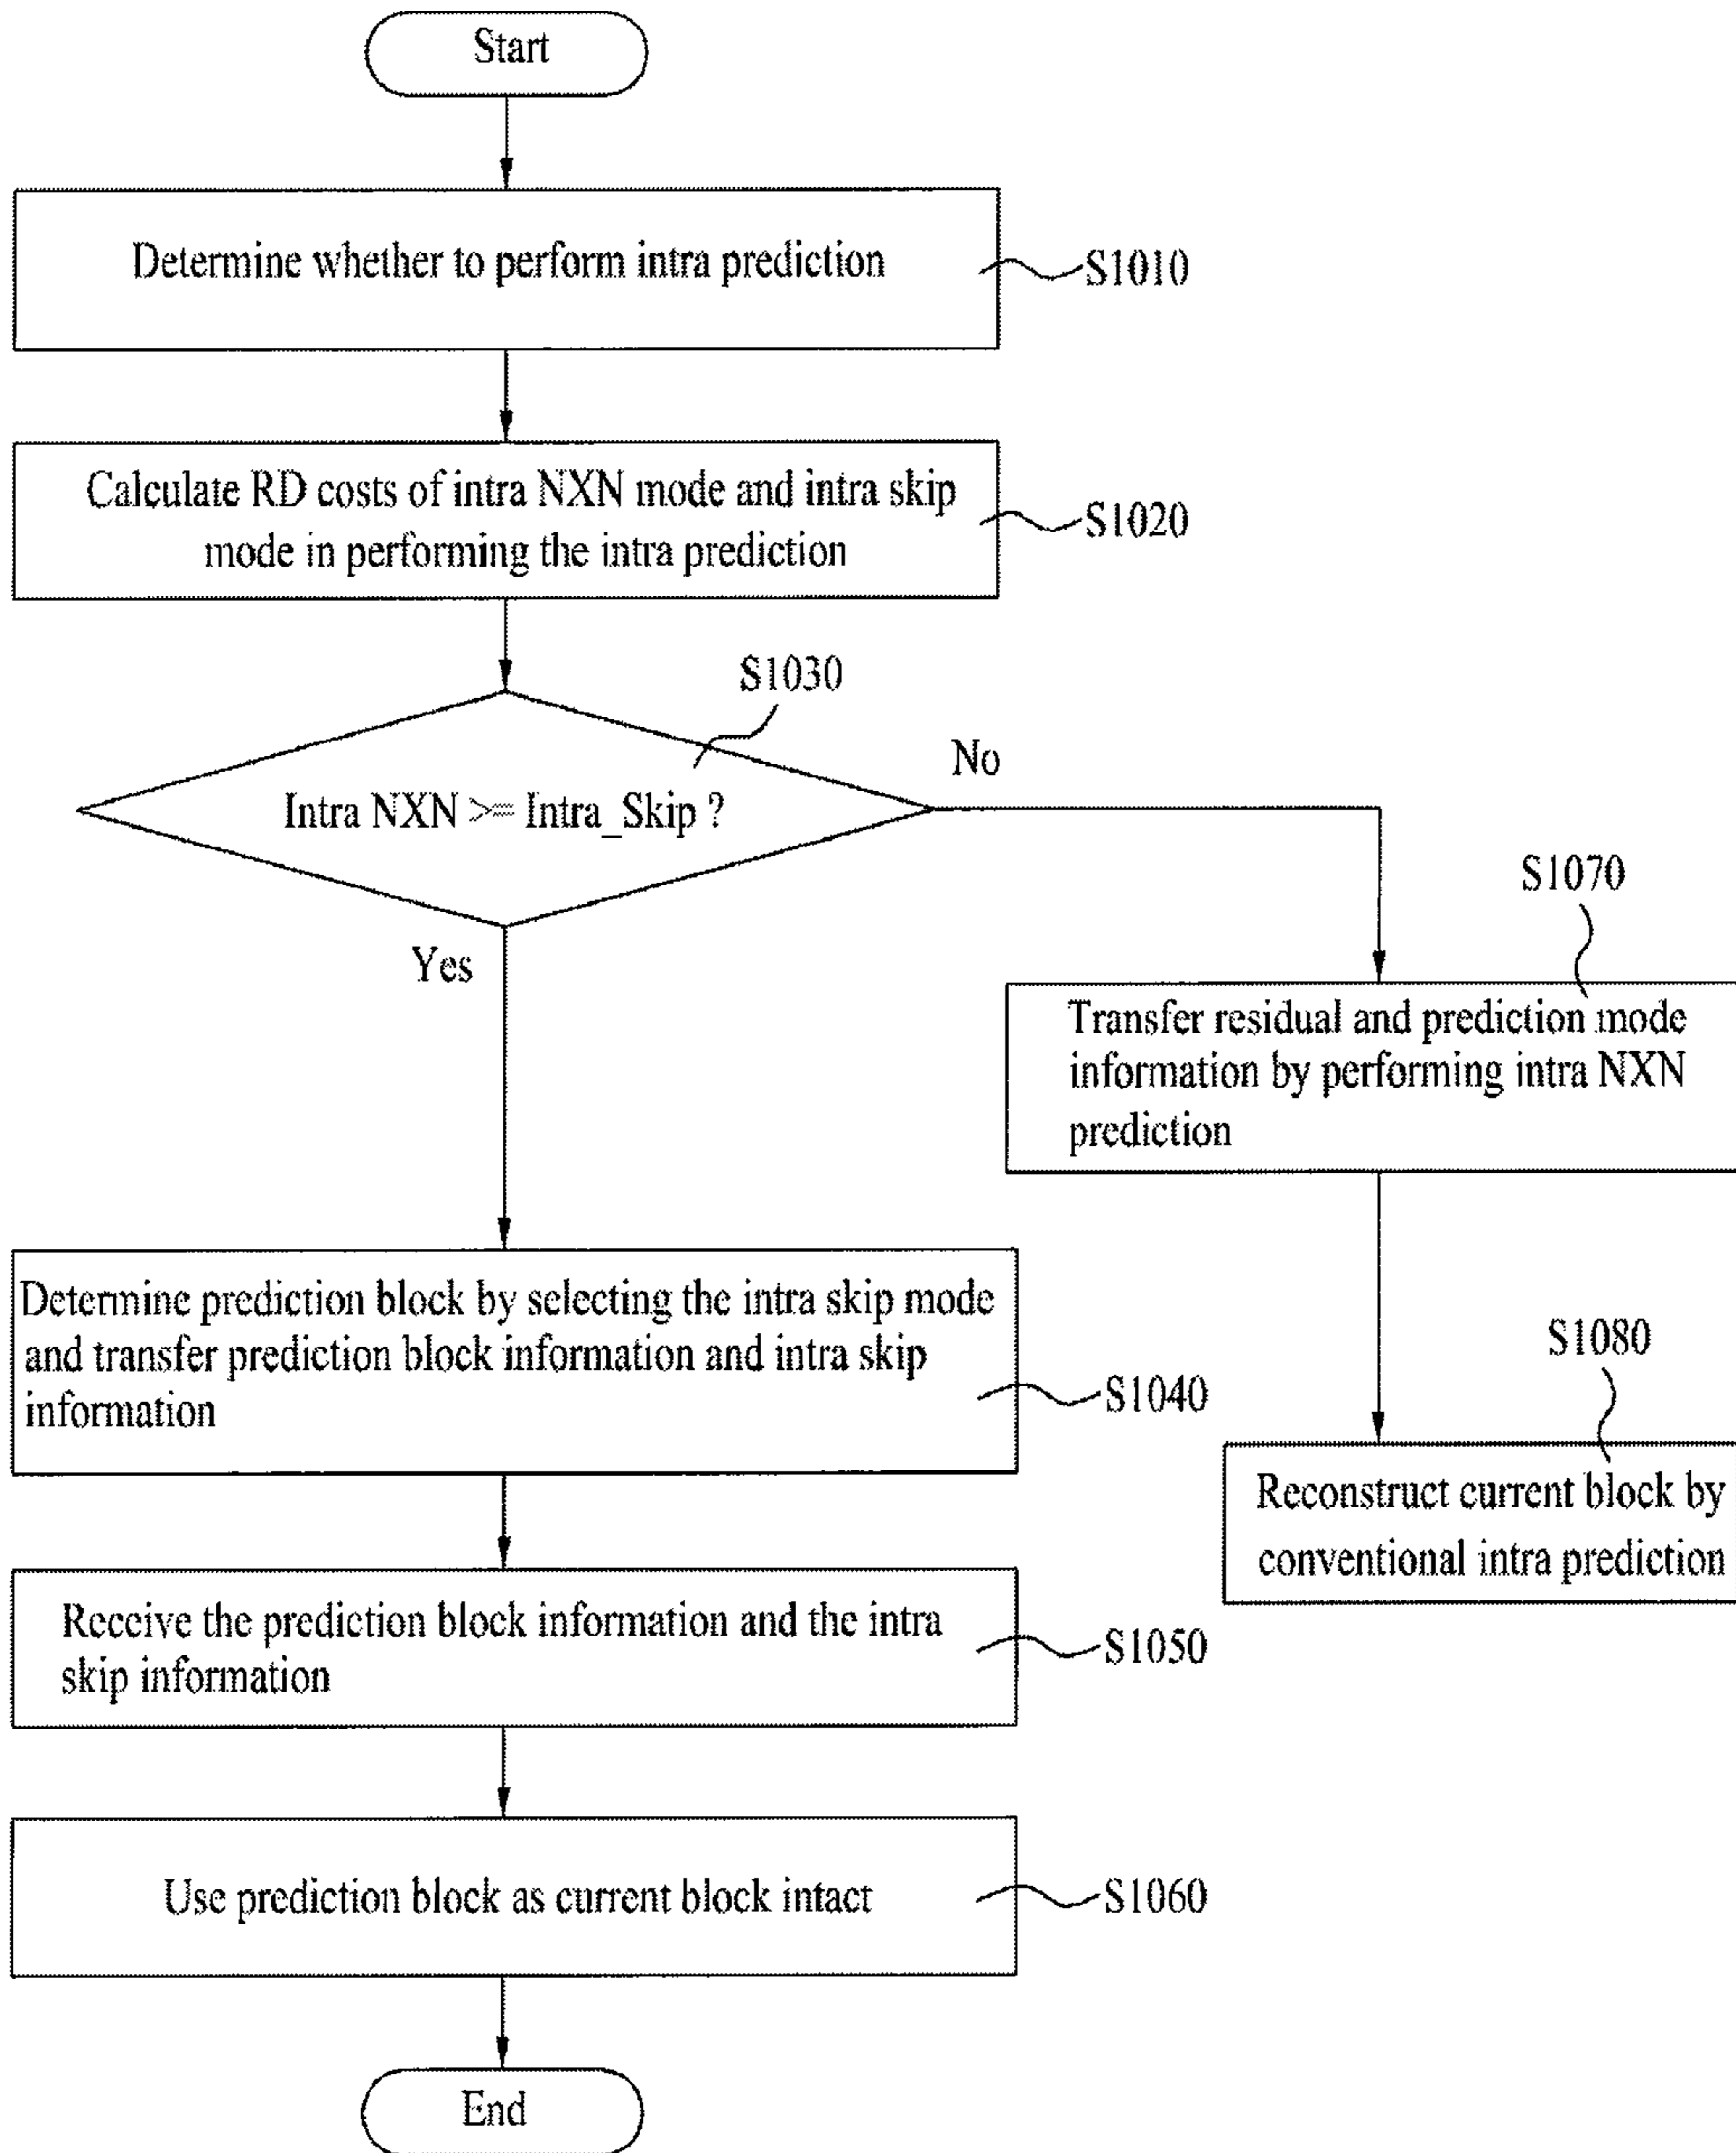 Start
Determine whether to perform intra prediction
S1010
Calculate RD costs of intra NXN mode and intra skip
mode in performing the intra prediction
S1020
S1030
Intra NXN >= Intra_Skip ?
No
Yes
S1070
Transfer residual and prediction mode
information by performing intra NXN
prediction
Determine prediction block by selecting the intra skip mode
and transfer prediction block information and intra skip
information
S1040
S1080
Reconstruct current block by
conventional intra prediction
Receive the prediction block information and the intra
skip information
S1050
Use prediction block as current block intact
S1060
End